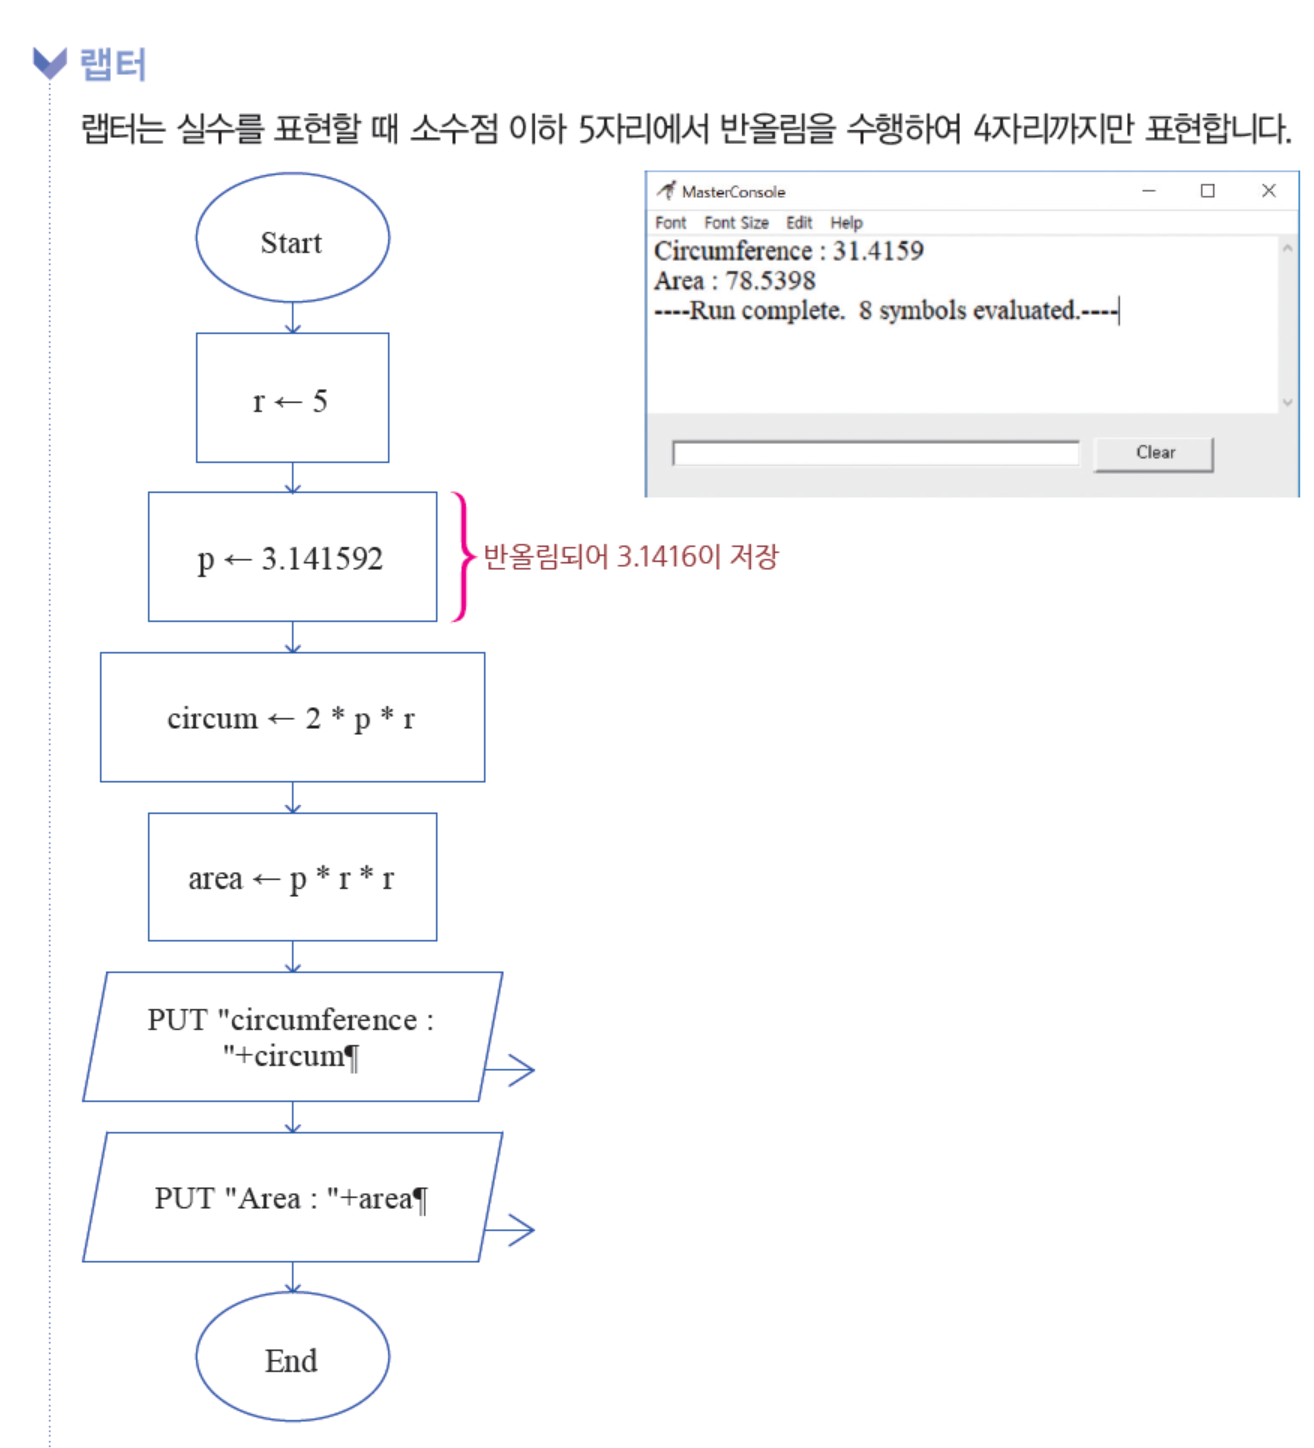 랩터
랩터는 실수를 표현할 때 소수점 이하 5자리에서 반올림을 수행하여 4자리까지만 표현합니다.
MasterConsole
Font Font Size Edit Help
Circumference : 31.4159
Area : 78.5398
----Run complete.  8 symbols evaluated.----
Clear
Start
r ← 5
p ← 3.141592
반올림되어 3.1416이 저장
circum ← 2 * p * r
area ← p * r * r
PUT "circumference :
"+circum¶
PUT "Area : "+area¶
End